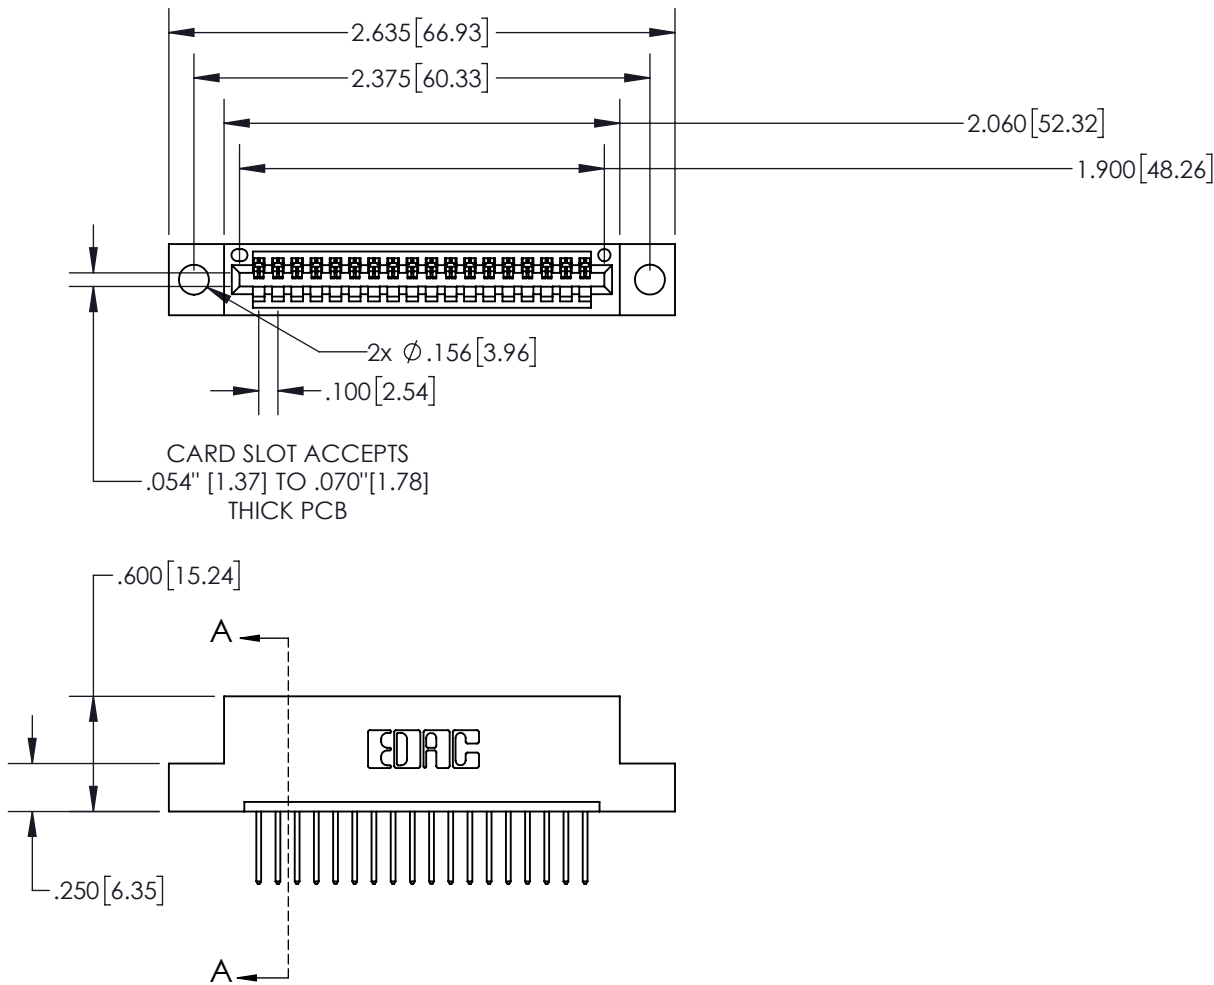 2.635[66.93]
2.375[60.33]
2.060[52.32]
1.900[48.26]
2x ∅.156[3.96]
.100[2.54]
CARD SLOT ACCEPTS
.054" [1.37] TO .070"[1.78]
THICK PCB
.600[15.24]
A
EDAC
.250[6.35]
A